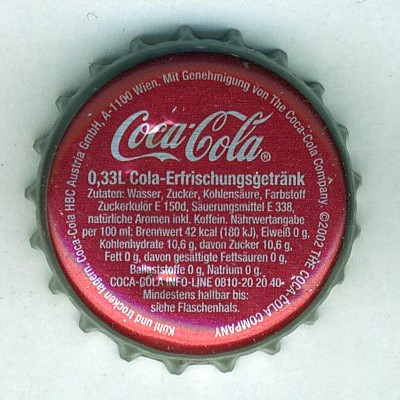 Coca-Cola®
0,33L Cola-Erfrischungsgetränk
Zutaten: Wasser, Zucker, Kohlensäure, Farbstoff
Zuckerkulör E 150d, Säuerungsmittel E 338,
natürliche Aromen inkl. Koffein. Nährwertangabe
per 100 ml: Brennwert 42 kcal (180 kJ), Eiweiß 0 g,
Kohlenhydrate 10,6 g, davon Zucker 10,6 g,
Fett 0 g, davon gesättigte Fettsäuren 0 g,
Ballaststoffe 0 g, Natrium 0 g.
COCA-COLA INFO-LINE 0810-20 20 40
Mindestens haltbar bis:
siehe Flaschenhals.
Kühl und trocken lagern. Coca-Cola HBC Austria GmbH, A-1100 Wien. Mit Genehmigung von The Coca-Cola Company. ©2002 THE COCA-COLA COMPANY